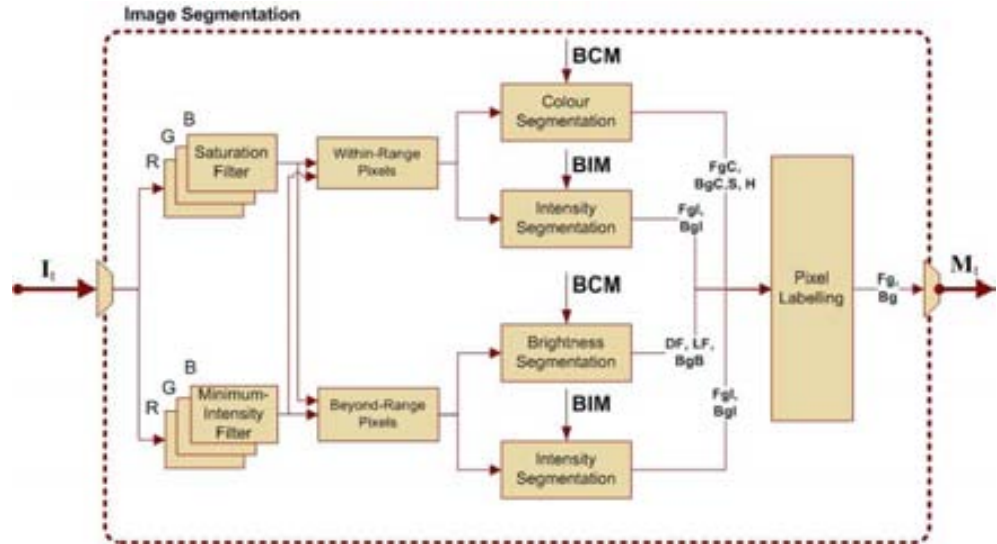 Image Segmentation
BCM
Colour
Segmentation
B
G
R
Saturation
Filter
Within-Range
Pixels
FgC,
BgC,S, H
BIM
Intensity
Segmentation
FgI,
BgI
I t
Pixel
Labelling
Fg,
Bg
M t
BCM
Brightness
Segmentation
DF, LF,
BgB
B
G
R
Minimum-
Intensity
Filter
Beyond-Range
Pixels
FgI,
BgI
BIM
Intensity
Segmentation